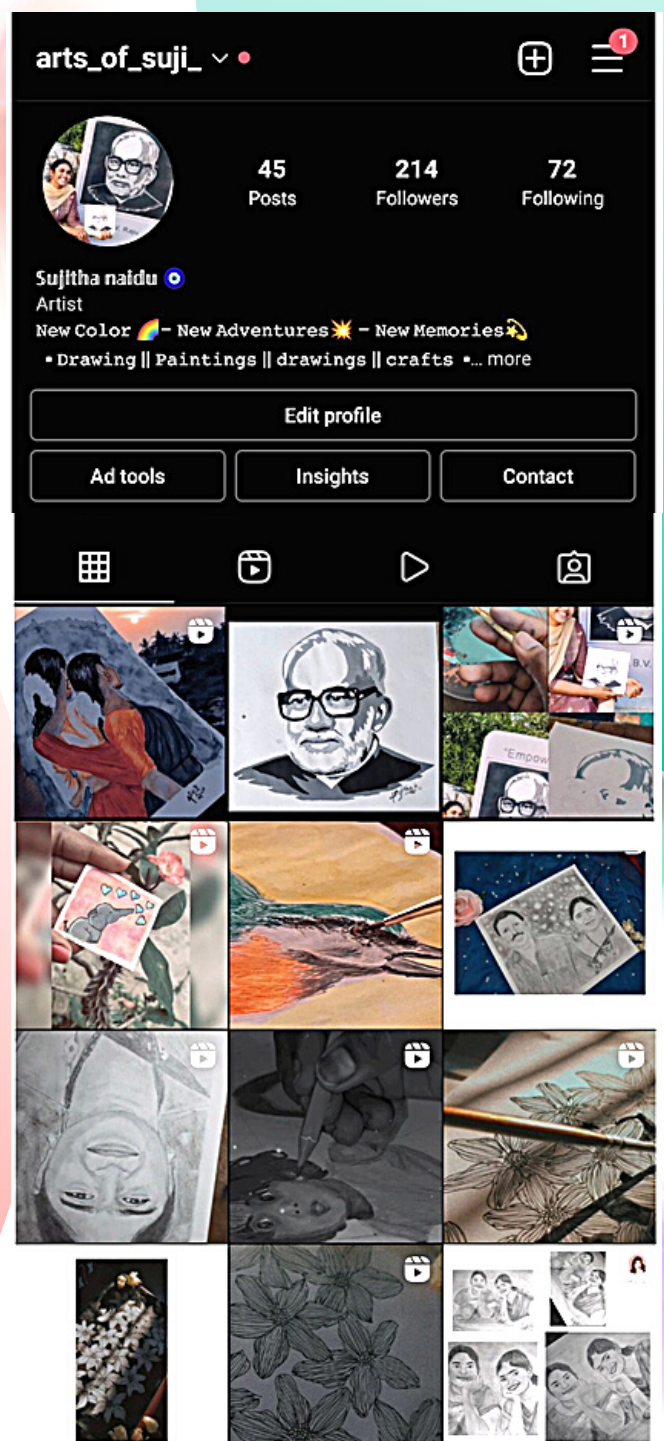 arts_of_suji_
1
45 214 72
Posts Followers Following
Sujitha naidu 🧿
Artist
New Color 🌈- New Adventures💥 - New Memories💫
▪Drawing || Paintings || drawings || crafts ▪... more
Edit profile
Ad tools Insights Contact
B.V.
"Empow